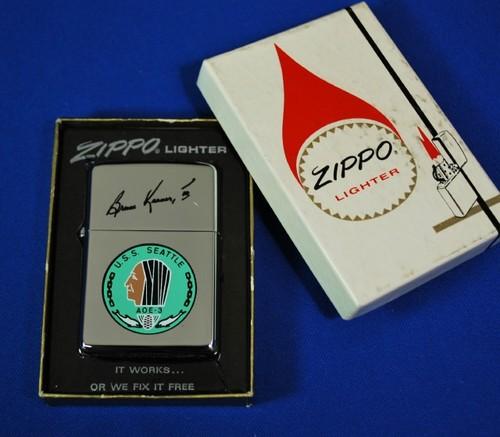 ZIPPO® LIGHTER
U.S.S. SEATTLE
AOE-3
IT WORKS...
OR WE FIX IT FREE
ZIPPO®
LIGHTER